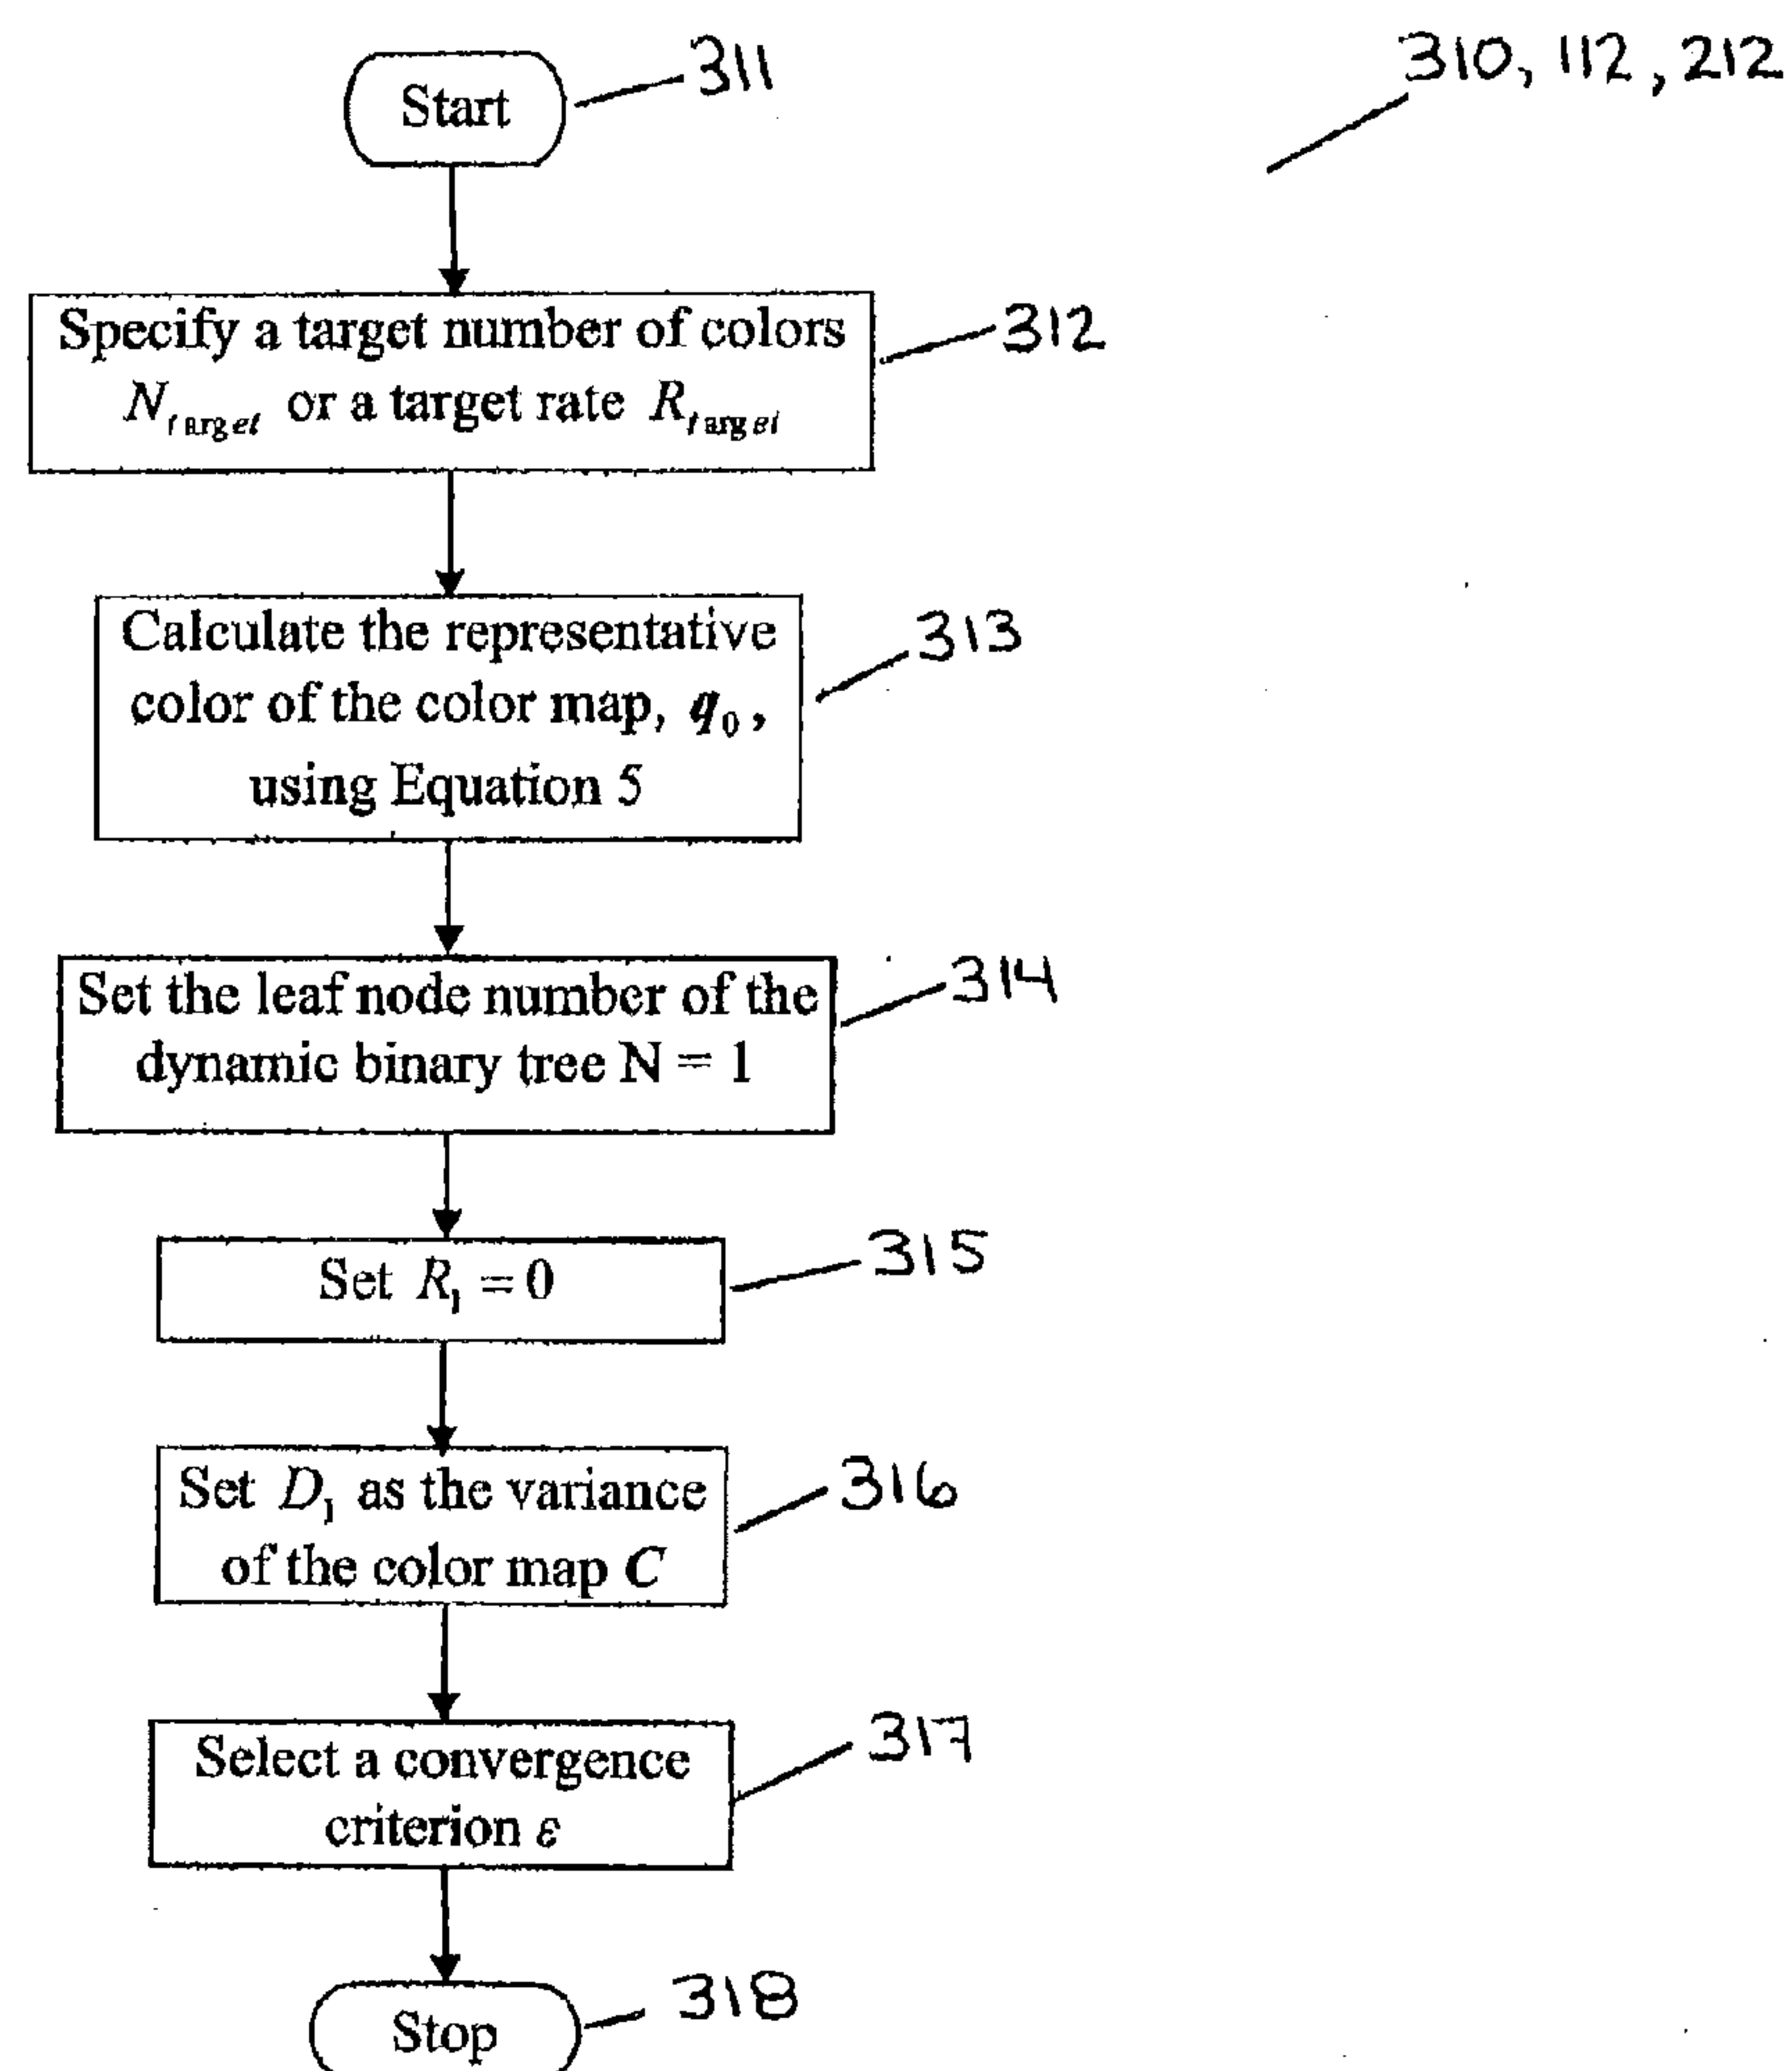 Start
311
310, 112, 212
Specify a target number of colors
N_target or a target rate R_target
312
Calculate the representative
color of the color map, q_0,
using Equation 5
313
Set the leaf node number of the
dynamic binary tree N = 1
314
Set R_1 = 0
315
Set D_1 as the variance
of the color map C
316
Select a convergence
criterion ε
317
Stop
318